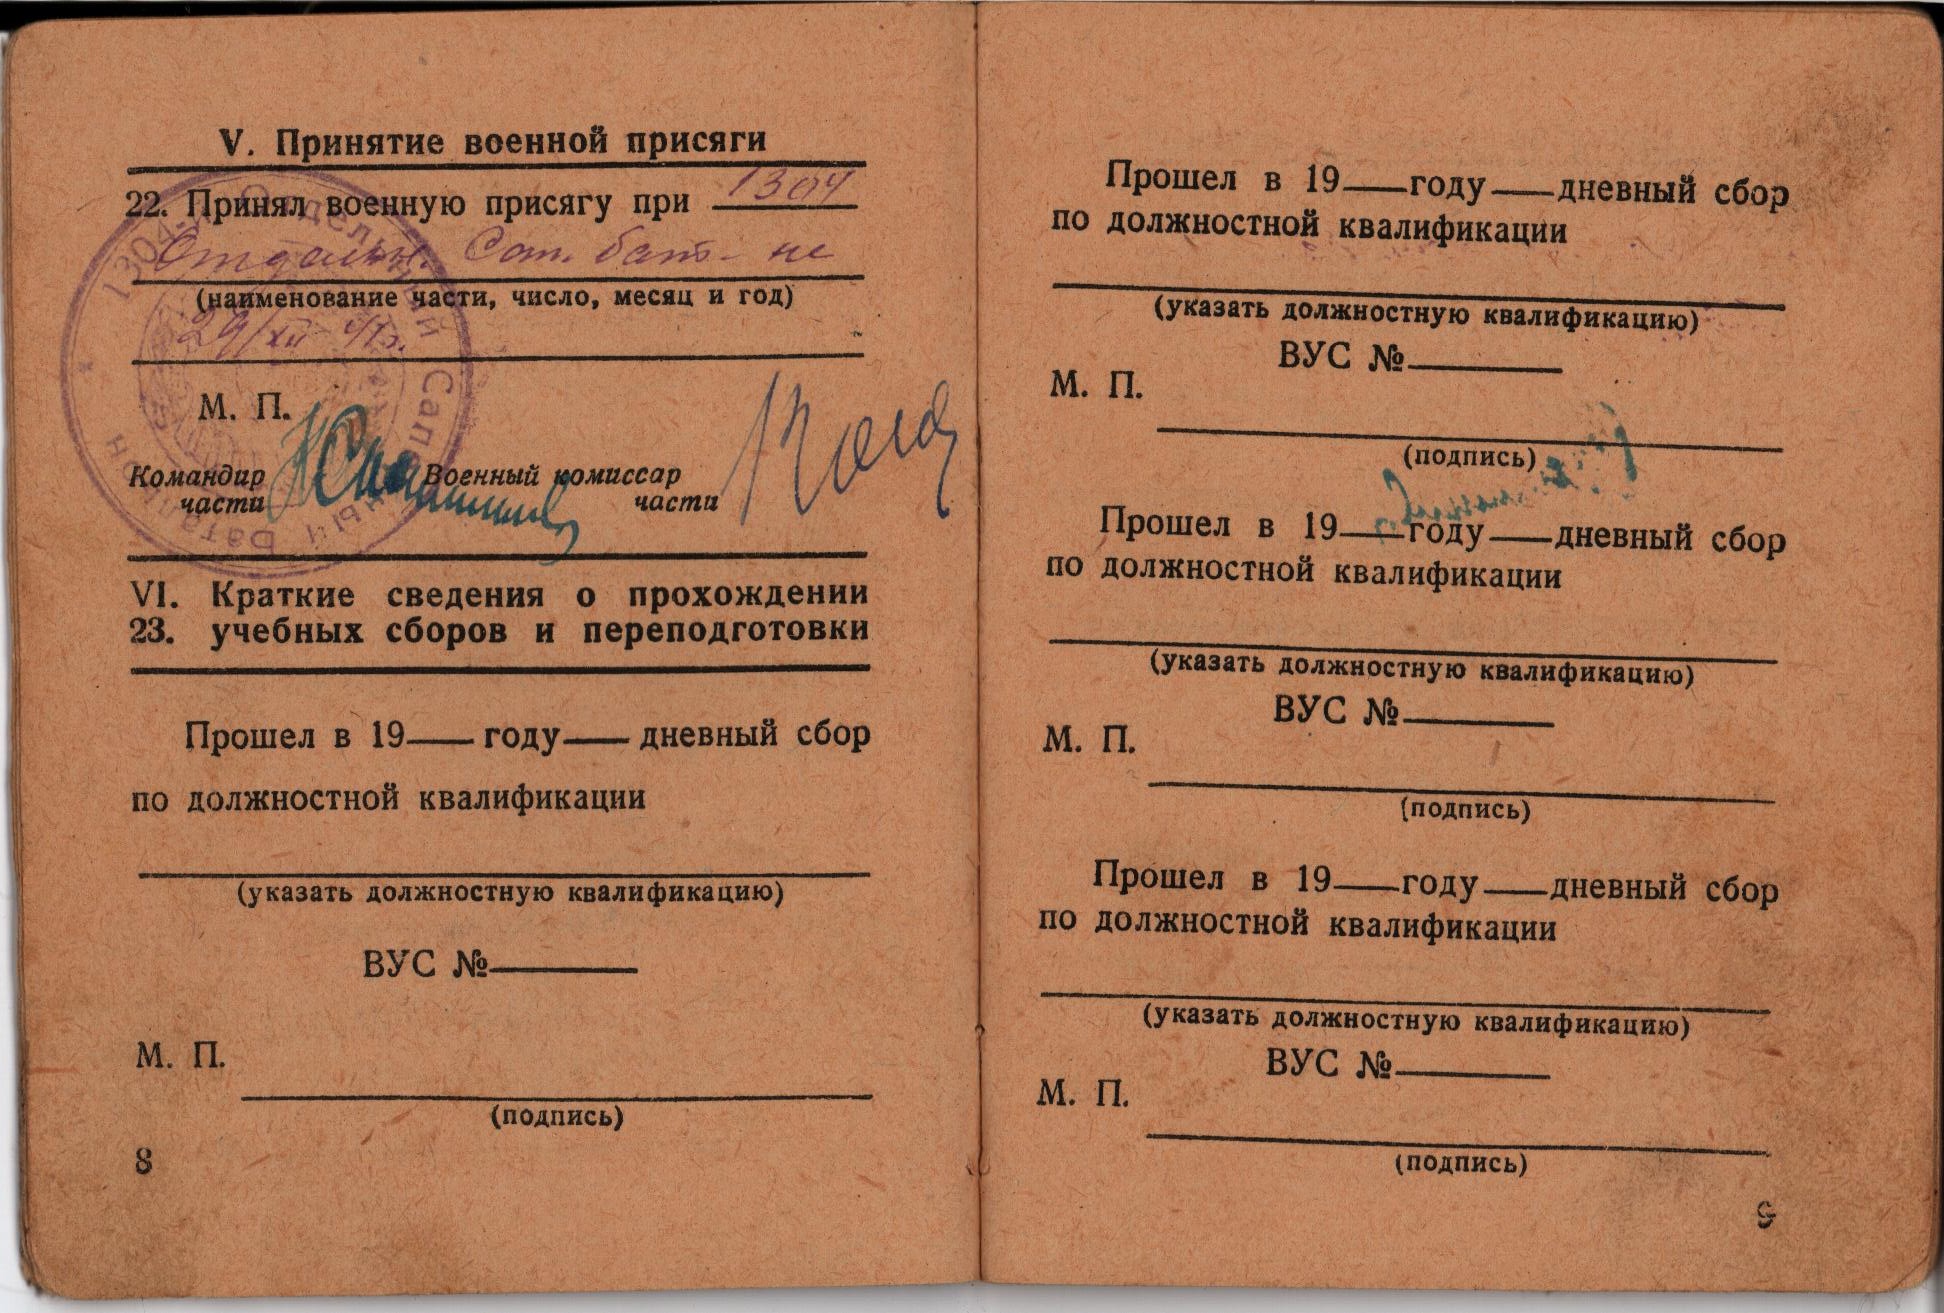 V. Принятие военной присяги
22. Принял военную присягу при 1304
Отдельн. Сап. бат-не
(наименование части, число, месяц и год)
29/XII 41г.
М. П.
Командир Военный комиссар
части части
1304-й Отдельный Саперный Батальон
VI. Краткие сведения о прохождении
23. учебных сборов и переподготовки
Прошел в 19 году дневный сбор
по должностной квалификации
(указать должностную квалификацию)
ВУС №
М. П.
(подпись)
8
Прошел в 19 году дневный сбор
по должностной квалификации
(указать должностную квалификацию)
ВУС №
М. П.
(подпись)
Прошел в 19 году дневный сбор
по должностной квалификации
(указать должностную квалификацию)
ВУС №
М. П.
(подпись)
Прошел в 19 году дневный сбор
по должностной квалификации
(указать должностную квалификацию)
ВУС №
М. П.
(подпись)
9